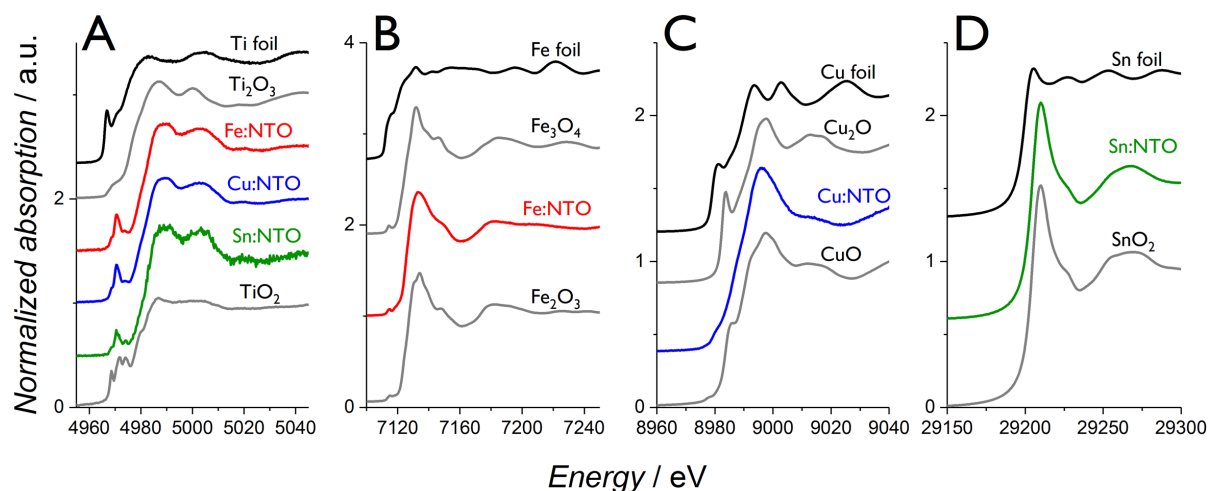 A
Ti foil
Ti₂O₃
Fe:NTO
Cu:NTO
Sn:NTO
TiO₂
2
0
4960 4980 5000 5020 5040
B
Fe foil
Fe₃O₄
Fe:NTO
Fe₂O₃
4
2
0
7120 7160 7200 7240
C
Cu foil
Cu₂O
Cu:NTO
CuO
2
1
0
8960 8980 9000 9020 9040
D
Sn foil
Sn:NTO
SnO₂
2
1
0
29150 29200 29250 29300
Normalized absorption / a.u.
Energy / eV